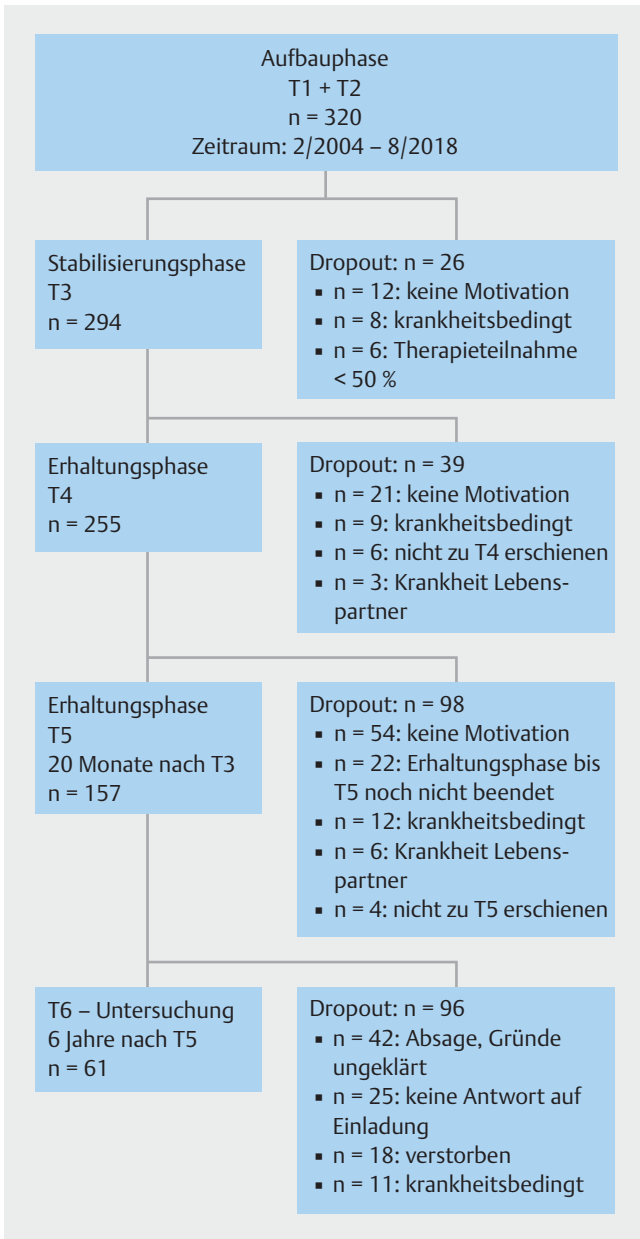 Aufbauphase
T1 + T2
n = 320
Zeitraum: 2/2004 – 8/2018
Stabilisierungsphase
T3
n = 294
Dropout: n = 26
▪ n = 12: keine Motivation
▪ n = 8: krankheitsbedingt
▪ n = 6: Therapieteilnahme
< 50 %
Erhaltungsphase
T4
n = 255
Dropout: n = 39
▪ n = 21: keine Motivation
▪ n = 9: krankheitsbedingt
▪ n = 6: nicht zu T4 erschienen
▪ n = 3: Krankheit Lebens-
partner
Erhaltungsphase
T5
20 Monate nach T3
n = 157
Dropout: n = 98
▪ n = 54: keine Motivation
▪ n = 22: Erhaltungsphase bis
T5 noch nicht beendet
▪ n = 12: krankheitsbedingt
▪ n = 6: Krankheit Lebens-
partner
▪ n = 4: nicht zu T5 erschienen
T6 – Untersuchung
6 Jahre nach T5
n = 61
Dropout: n = 96
▪ n = 42: Absage, Gründe
ungeklärt
▪ n = 25: keine Antwort auf
Einladung
▪ n = 18: verstorben
▪ n = 11: krankheitsbedingt